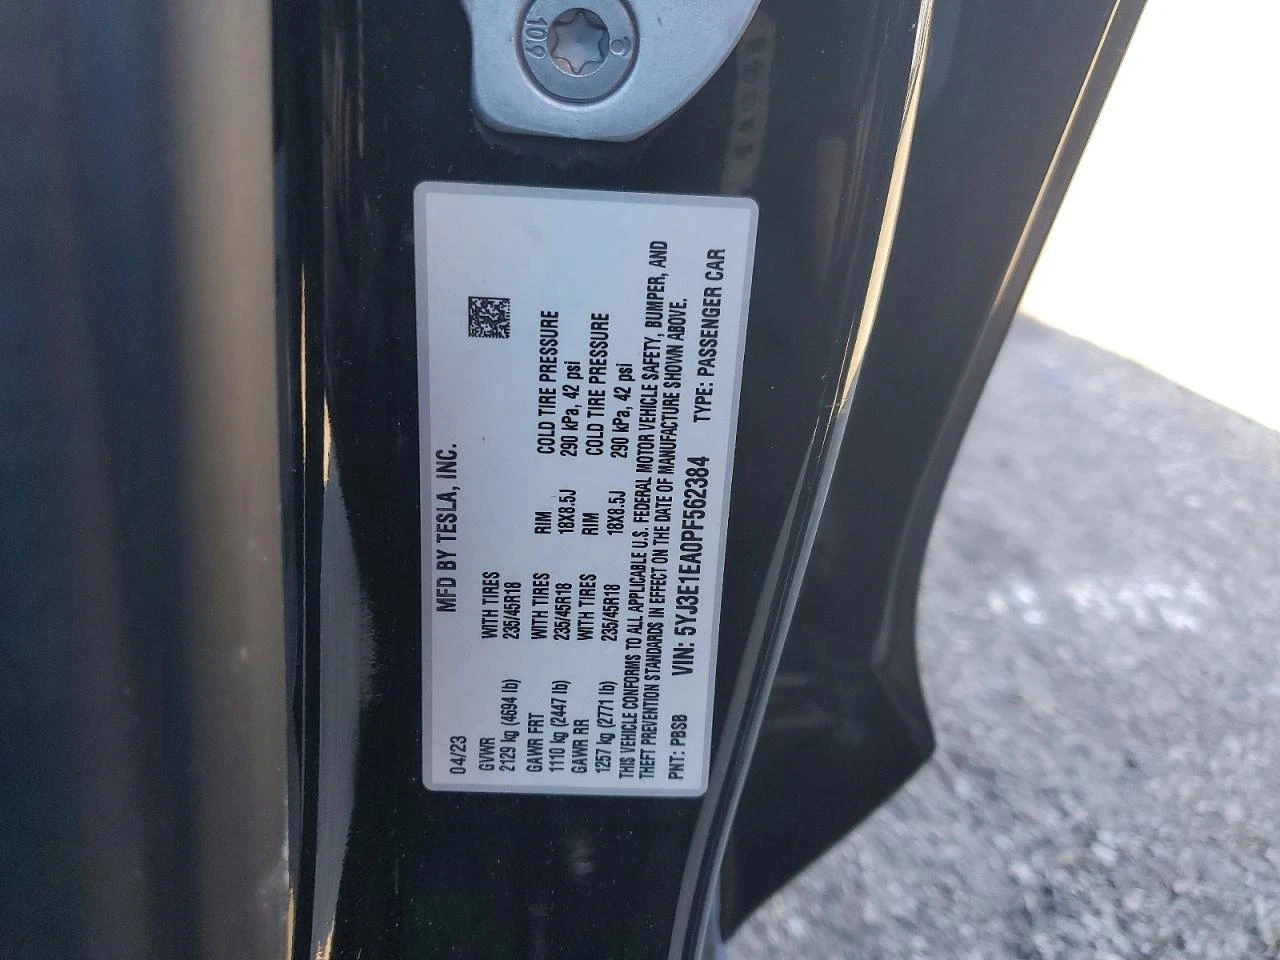 10.9
MFD BY TESLA, INC.
04/23
GVWR WITH TIRES
2129 kg (4694 lb) 235/45R18
GAWR FRT WITH TIRES RIM COLD TIRE PRESSURE
1110 kg (2447 lb) 235/45R18 18X8.5J 290 kPa, 42 psi
GAWR RR WITH TIRES RIM COLD TIRE PRESSURE
1257 kg (2771 lb) 235/45R18 18X8.5J 290 kPa, 42 psi
THIS VEHICLE CONFORMS TO ALL APPLICABLE U.S. FEDERAL MOTOR VEHICLE SAFETY, BUMPER, AND
THEFT PREVENTION STANDARDS IN EFFECT ON THE DATE OF MANUFACTURE SHOWN ABOVE.
PNT: PBSB VIN: 5YJ3E1EA0PF562384 TYPE: PASSENGER CAR